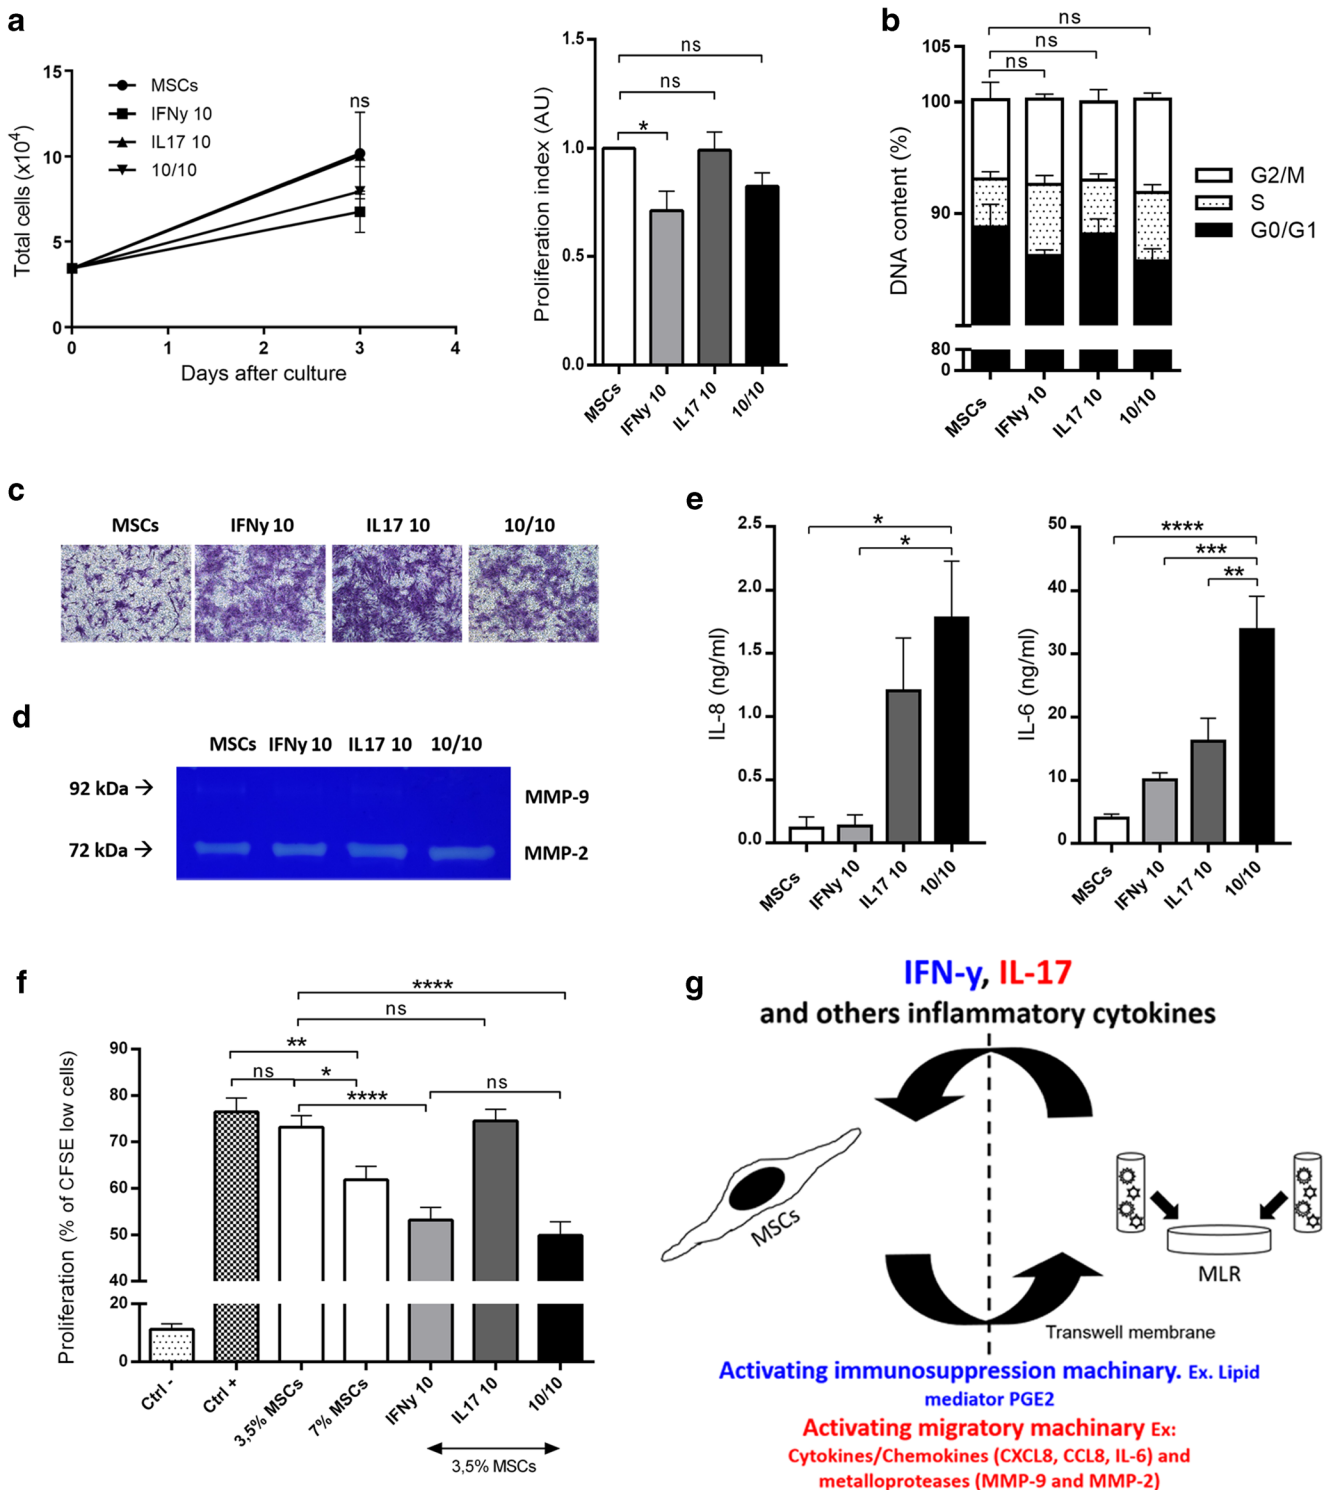 a
15
10
5
0
Total cells (x10⁴)
MSCs
IFNy 10
IL17 10
10/10
ns
0 1 2 3 4
Days after culture
1.5
1.0
0.5
0.0
Proliferation index (AU)
ns
ns
*
MSCs
IFNy 10
IL17 10
10/10
b
105
100
90
80
0
DNA content (%)
ns
ns
ns
G2/M
S
G0/G1
MSCs
IFNy 10
IL17 10
10/10
c
MSCs IFNy 10 IL17 10 10/10
d
MSCs IFNy 10 IL17 10 10/10
92 kDa →
MMP-9
72 kDa →
MMP-2
e
2.5
2.0
1.5
1.0
0.5
0.0
IL-8 (ng/ml)
*
*
MSCs
IFNy 10
IL17 10
10/10
50
40
30
20
10
0
IL-6 (ng/ml)
****
***
**
MSCs
IFNy 10
IL17 10
10/10
f
90
80
70
60
50
40
20
0
Proliferation (% of CFSE low cells)
****
ns
**
ns
*
****
ns
Ctrl -
Ctrl +
3,5% MSCs
7% MSCs
IFNy 10
IL17 10
10/10
3,5% MSCs
g
IFN-y, IL-17
and others inflammatory cytokines
MSCs
MLR
Transwell membrane
Activating immunosuppression machinary. Ex. Lipid
mediator PGE2
Activating migratory machinary Ex:
Cytokines/Chemokines (CXCL8, CCL8, IL-6) and
metalloproteases (MMP-9 and MMP-2)